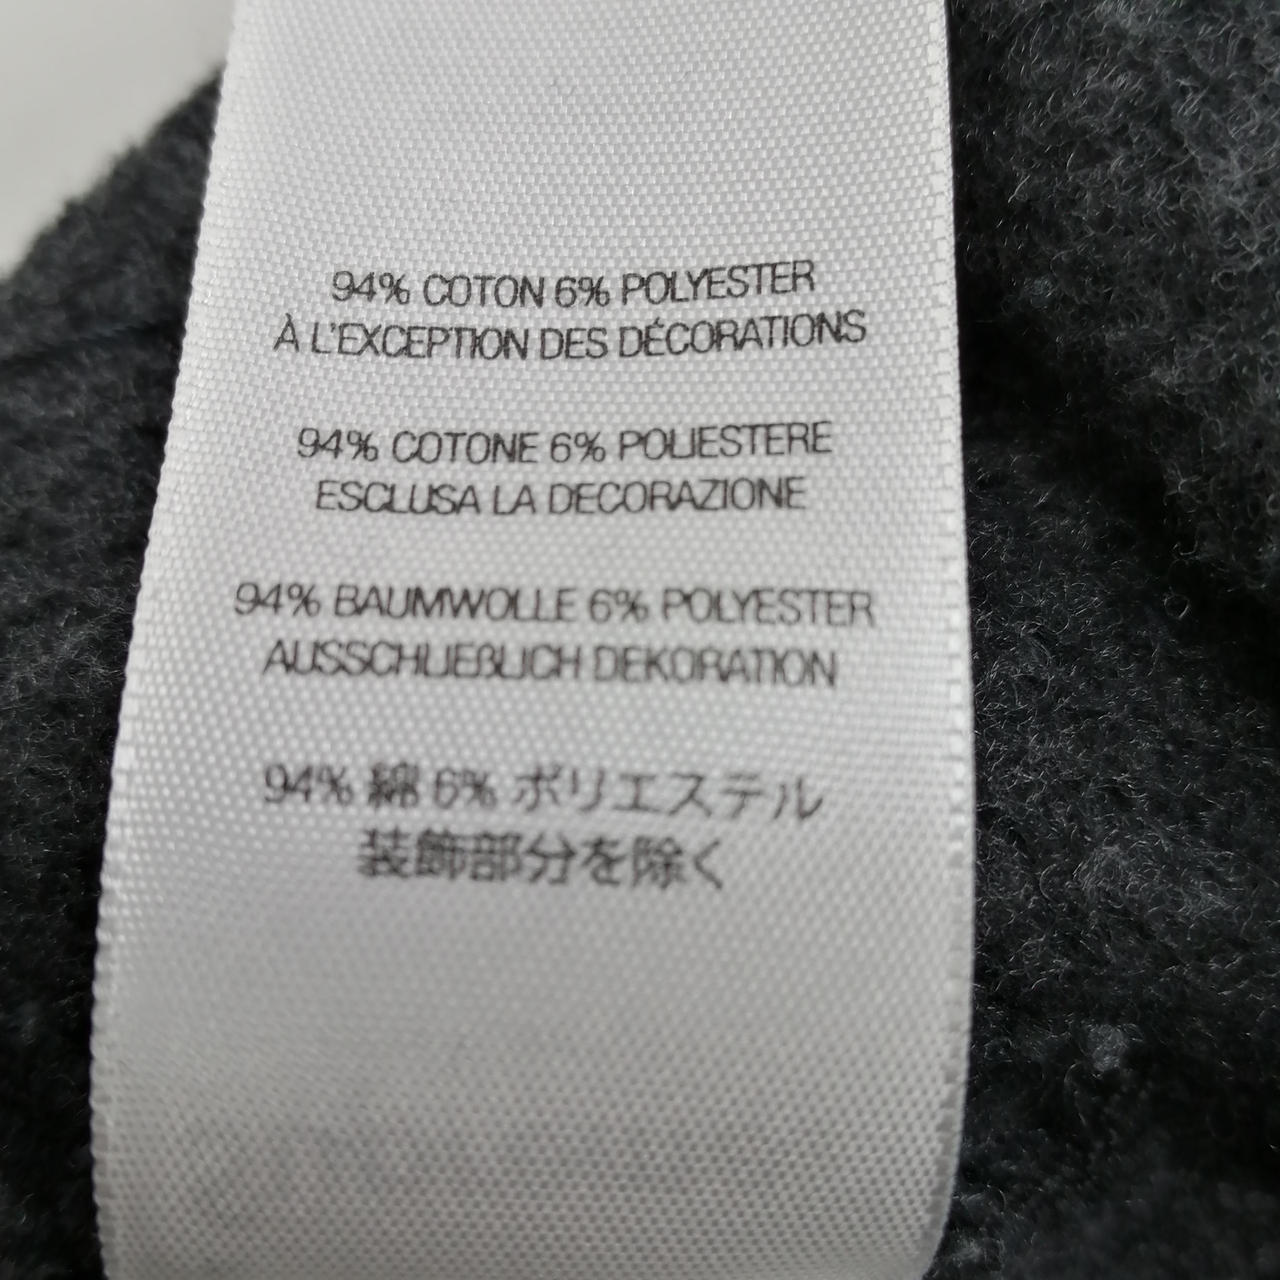 94% COTON 6% POLYESTER
À L'EXCEPTION DES DÉCORATIONS
94% COTONE 6% POLIESTERE
ESCLUSA LA DECORAZIONE
94% BAUMWOLLE 6% POLYESTER
AUSSCHLIEßLICH DEKORATION
94% 綿 6% ポリエステル
装飾部分を除く